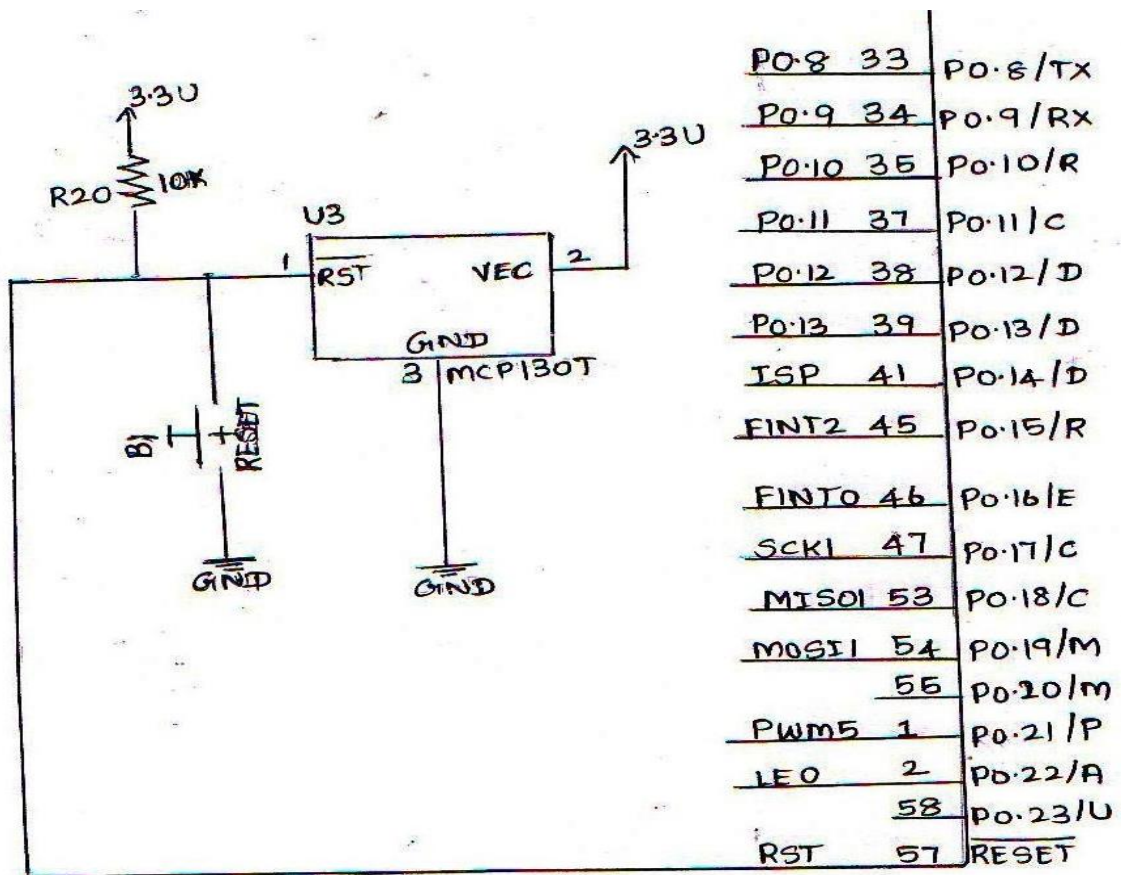 3.3U
R20 10K
U3
1 RST VEC 2
3.3U
GND
3 MCP130T
B1 RESET
GND
GND
P0.8 33 P0.8/TX
P0.9 34 P0.9/RX
P0.10 35 P0.10/R
P0.11 37 P0.11/C
P0.12 38 P0.12/D
P0.13 39 P0.13/D
ISP 41 P0.14/D
FINT2 45 P0.15/R
FINT0 46 P0.16/E
SCK1 47 P0.17/C
MISO1 53 P0.18/C
MOSI1 54 P0.19/M
55 P0.20/M
PWM5 1 P0.21/P
LEO 2 P0.22/A
58 P0.23/U
RST 57 RESET